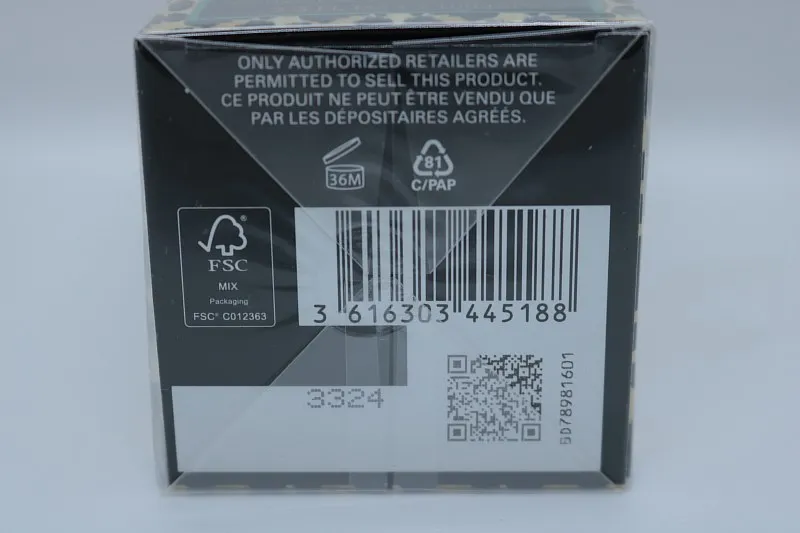 ONLY AUTHORIZED RETAILERS ARE
PERMITTED TO SELL THIS PRODUCT.
CE PRODUIT NE PEUT ÊTRE VENDU QUE
PAR LES DÉPOSITAIRES AGRÉÉS.
36M
81
C/PAP
®
FSC
MIX
Packaging
FSC® C012363
3 616303 445188
3324
GD78981601